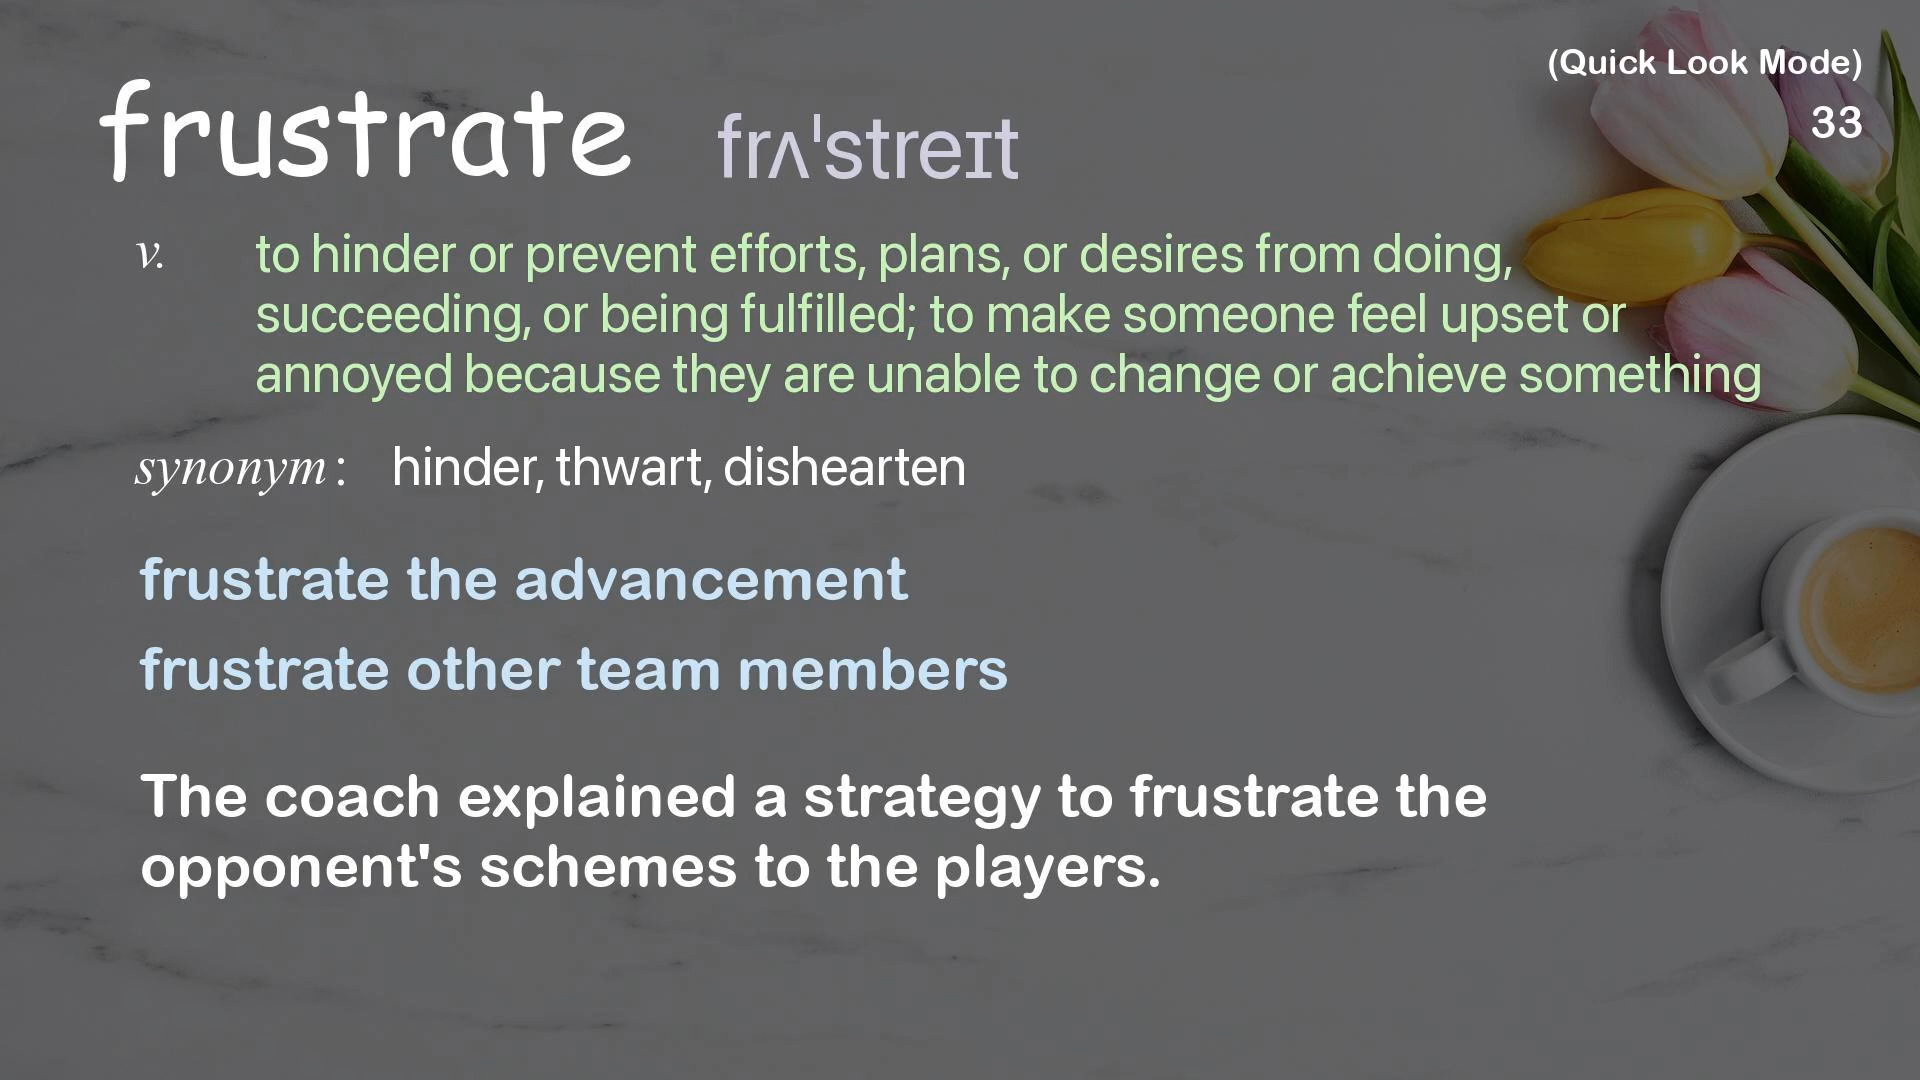 (Quick Look Mode)
33
frustrate frʌˈstreɪt
v. to hinder or prevent efforts, plans, or desires from doing,
succeeding, or being fulfilled; to make someone feel upset or
annoyed because they are unable to change or achieve something
synonym: hinder, thwart, dishearten
frustrate the advancement
frustrate other team members
The coach explained a strategy to frustrate the
opponent's schemes to the players.